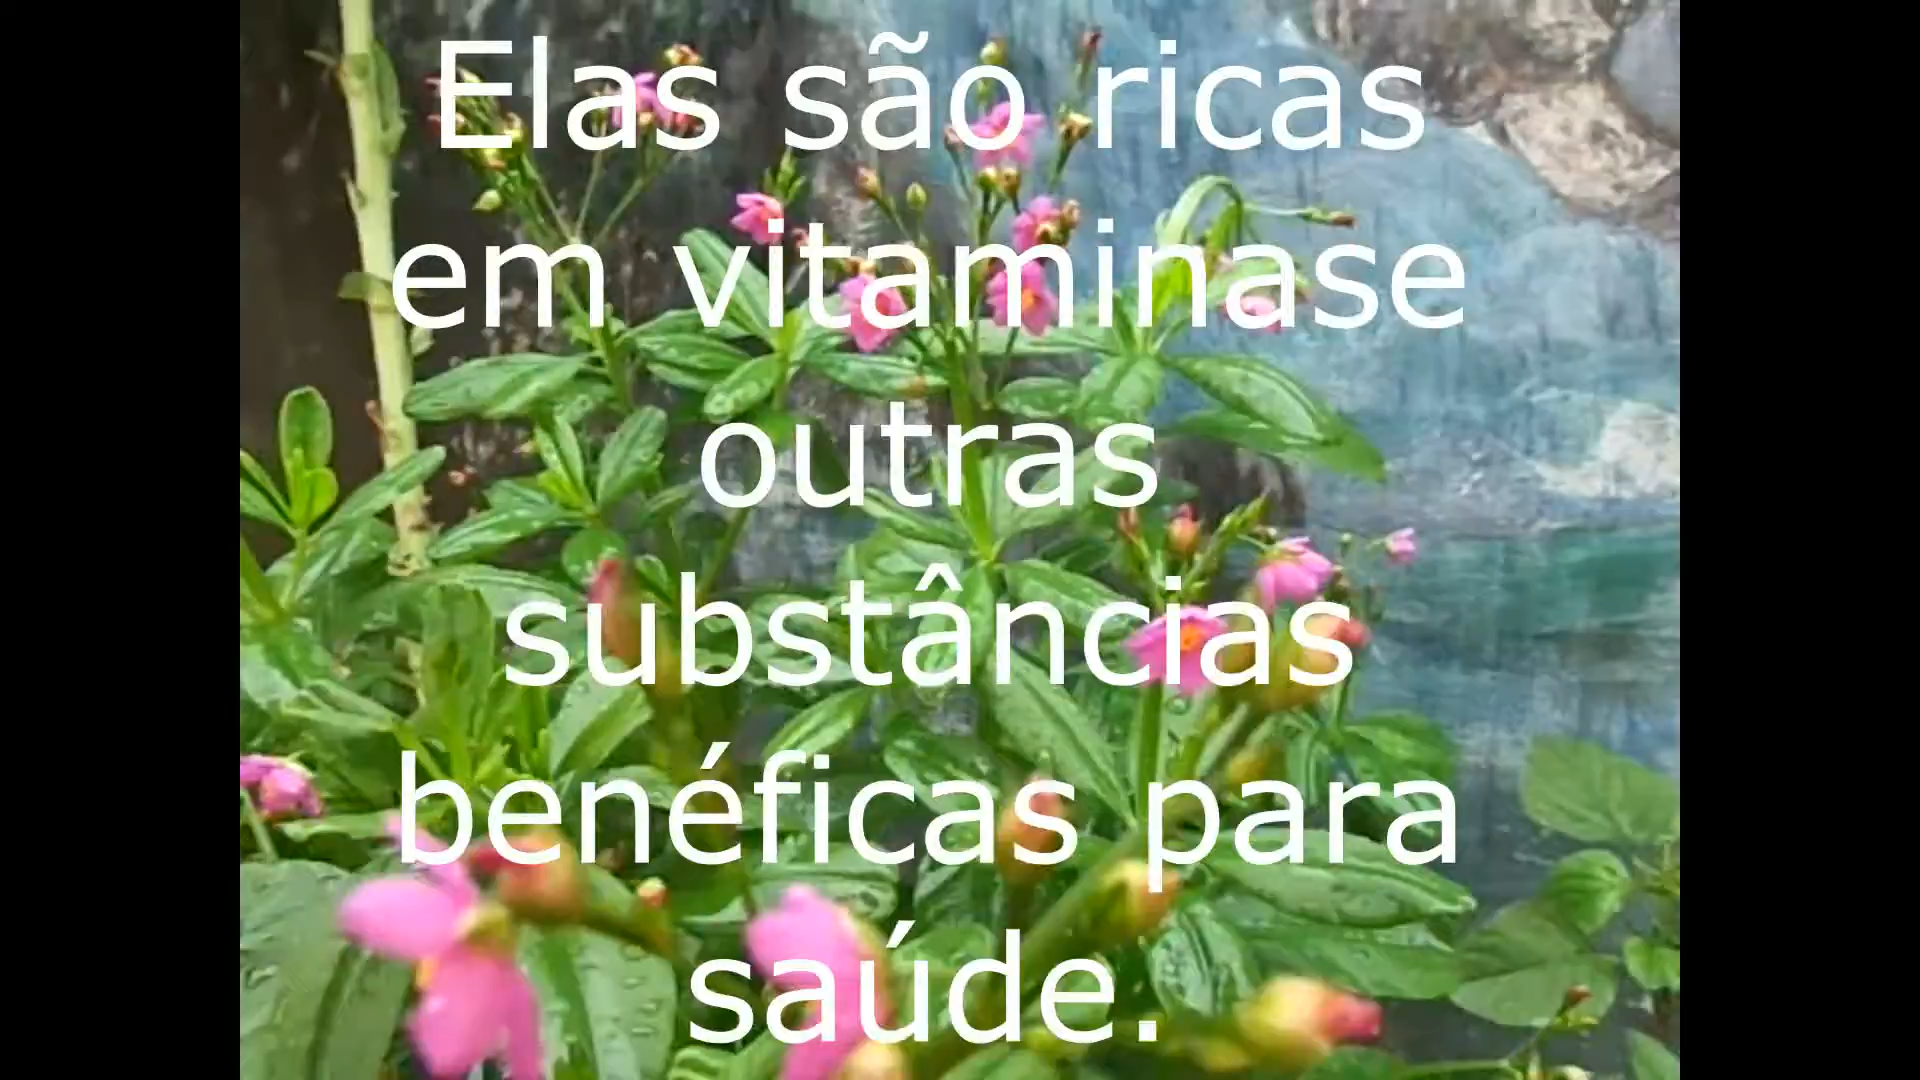 Elas são ricas
em vitaminase
outras
substâncias
benéficas para
saúde.